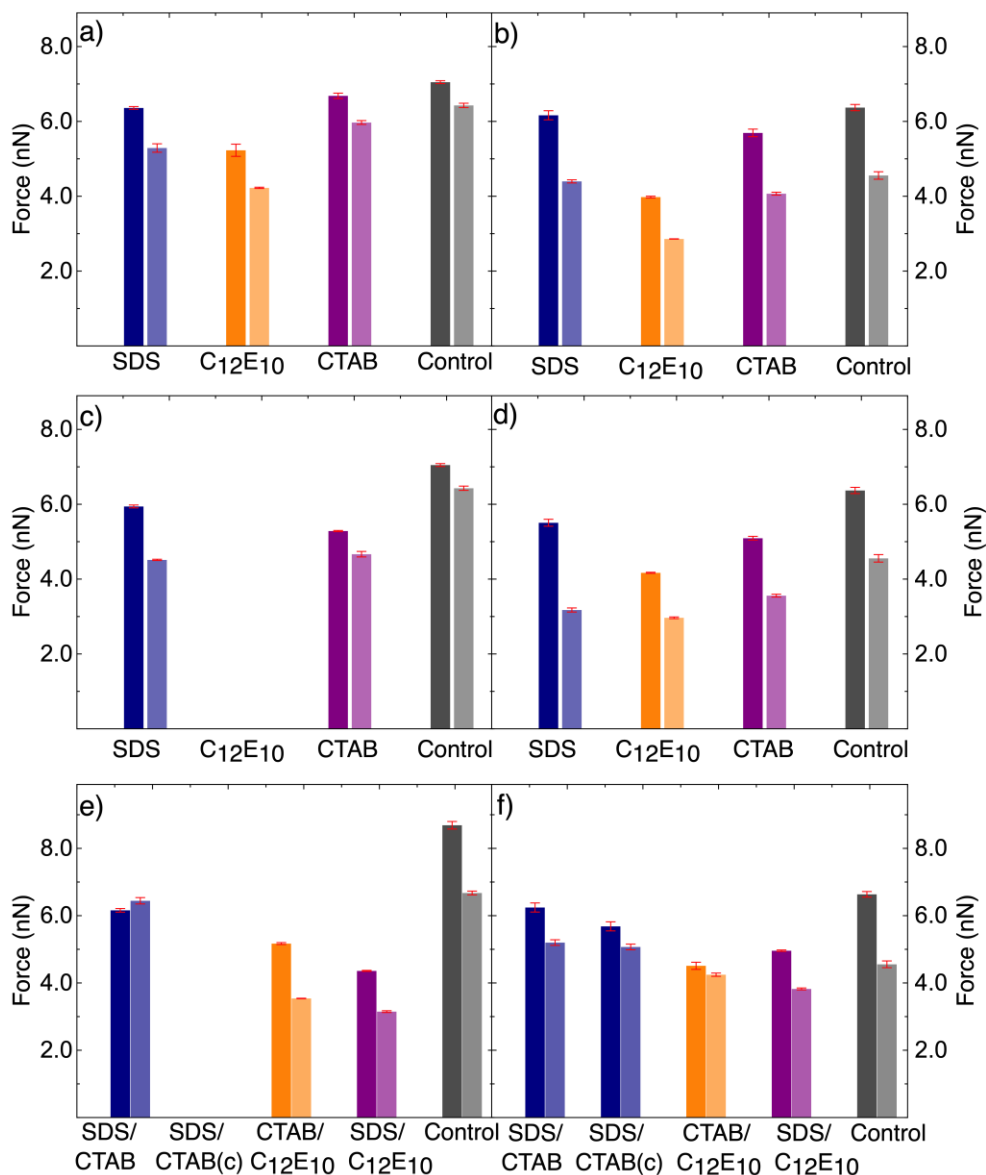 a)
b)
8.0
6.0
4.0
2.0
Force (nN)
8.0
6.0
4.0
2.0
Force (nN)
SDS C12E10 CTAB Control
SDS C12E10 CTAB Control
c)
d)
8.0
6.0
4.0
2.0
Force (nN)
8.0
6.0
4.0
2.0
Force (nN)
SDS C12E10 CTAB Control
SDS C12E10 CTAB Control
e)
f)
8.0
6.0
4.0
2.0
Force (nN)
8.0
6.0
4.0
2.0
Force (nN)
SDS/ SDS/ CTAB/ SDS/ Control
CTAB CTAB(c) C12E10 C12E10
SDS/ SDS/ CTAB/ SDS/ Control
CTAB CTAB(c) C12E10 C12E10